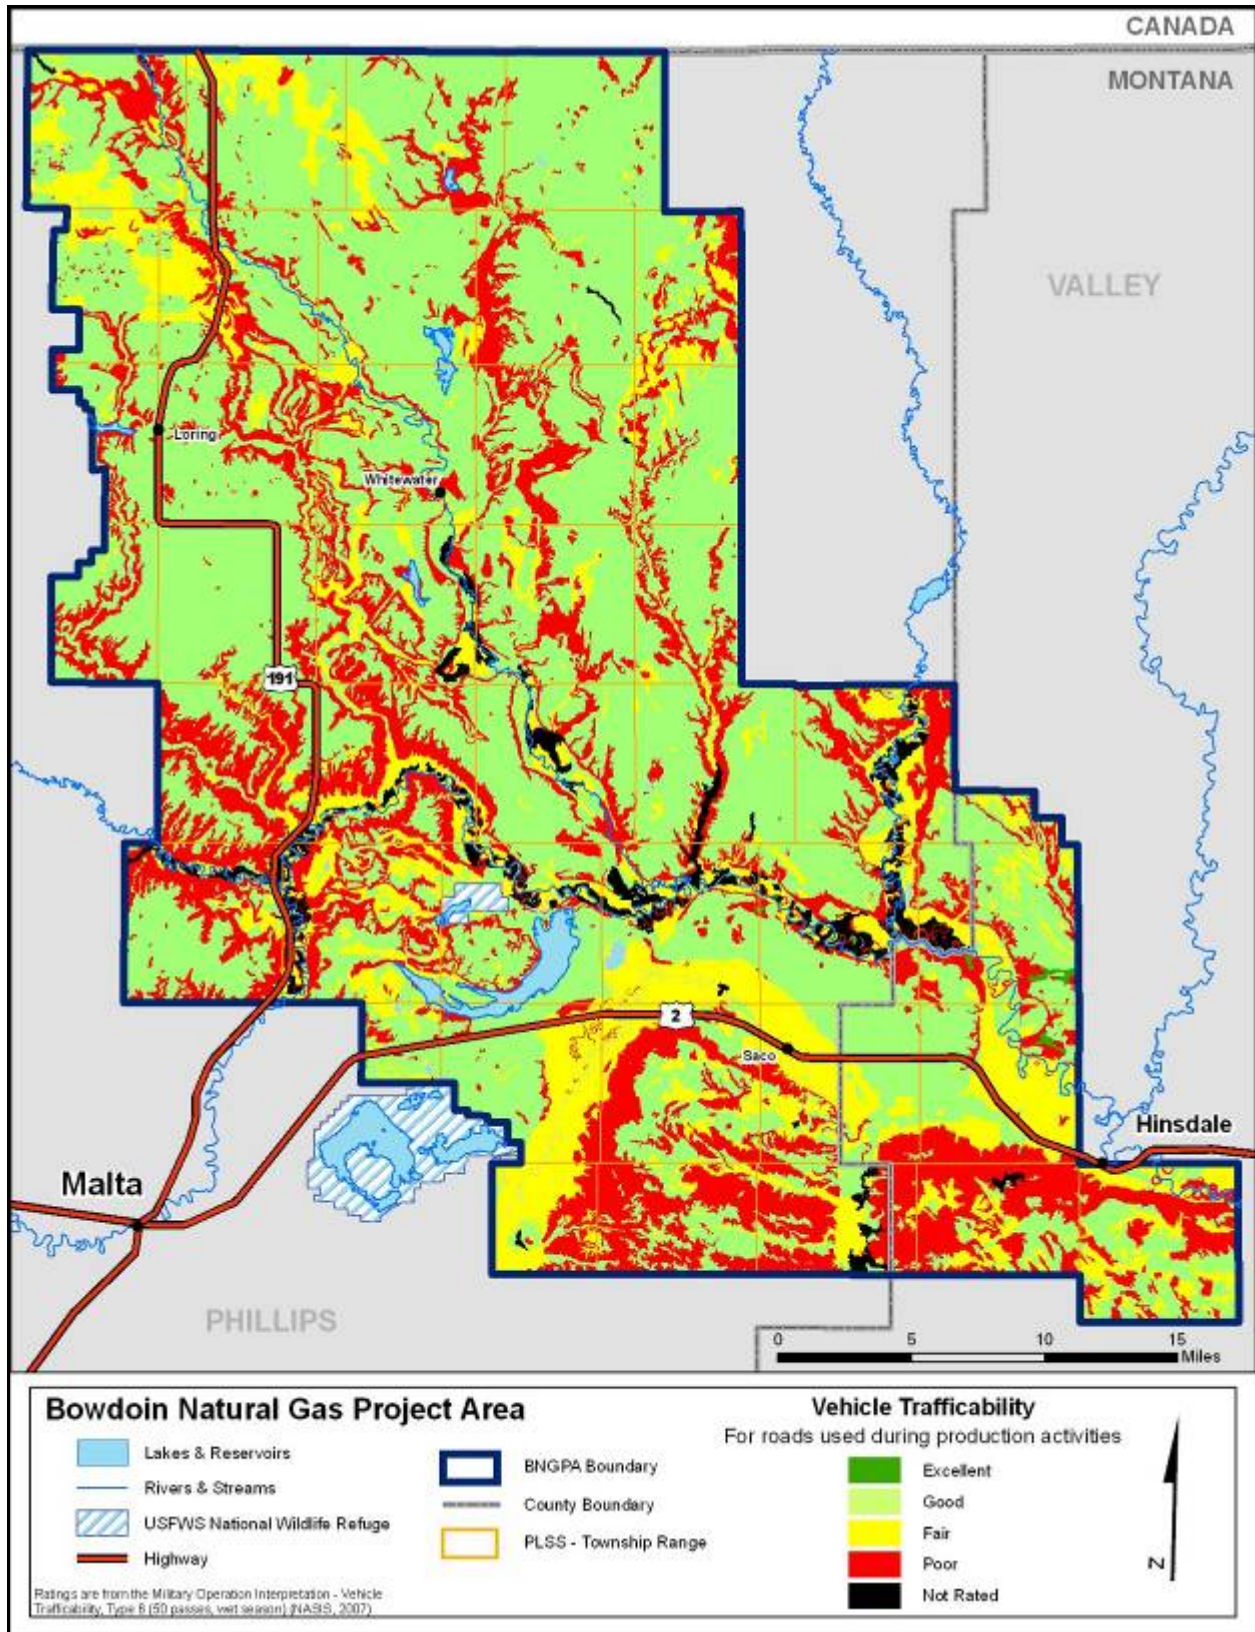 CANADA
MONTANA
VALLEY
Loring
Whitewater
191
2
Saco
Hinsdale
Malta
PHILLIPS
0 5 10 15
Miles
Bowdoin Natural Gas Project Area
Lakes & Reservoirs
Rivers & Streams
USFWS National Wildlife Refuge
Highway
BNGPA Boundary
County Boundary
PLSS - Township Range
Vehicle Trafficability
For roads used during production activities
Excellent
Good
Fair
Poor
Not Rated
N
Ratings are from the Military Operation Interpretation - Vehicle
Trafficability, Type 6 (50 passes, wet season) (NASIS, 2007)